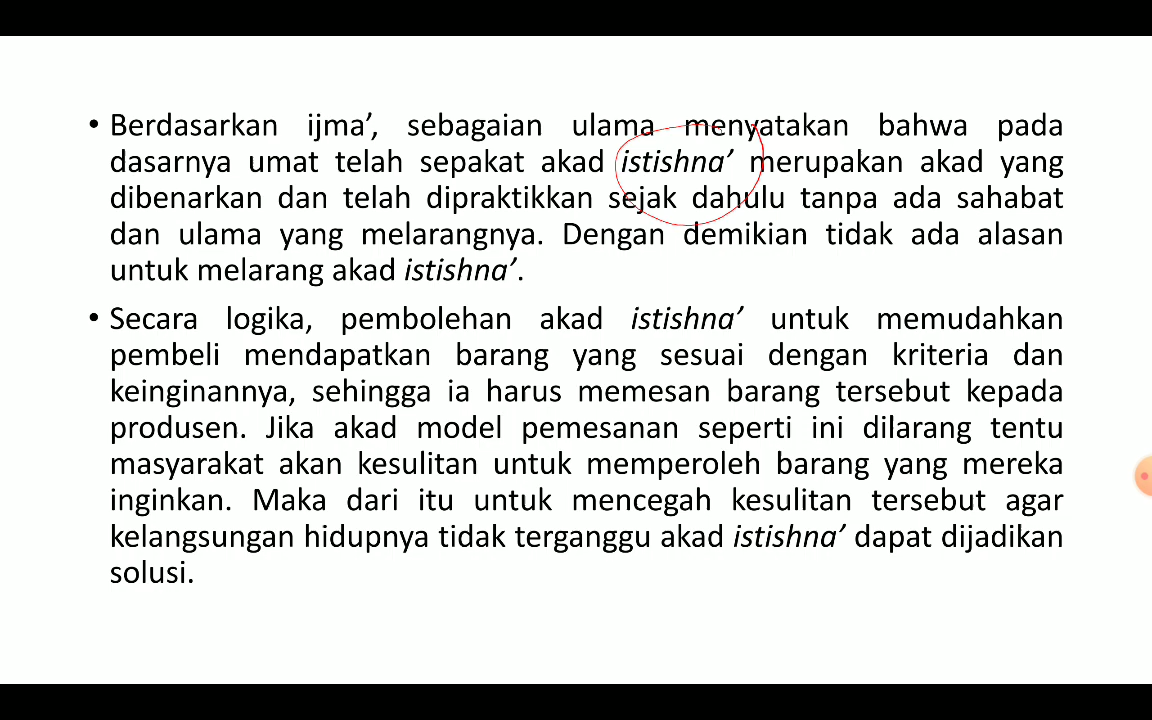 • Berdasarkan ijma’, sebagaian ulama menyatakan bahwa pada
dasarnya umat telah sepakat akad istishna’ merupakan akad yang
dibenarkan dan telah dipraktikkan sejak dahulu tanpa ada sahabat
dan ulama yang melarangnya. Dengan demikian tidak ada alasan
untuk melarang akad istishna’.
• Secara logika, pembolehan akad istishna’ untuk memudahkan
pembeli mendapatkan barang yang sesuai dengan kriteria dan
keinginannya, sehingga ia harus memesan barang tersebut kepada
produsen. Jika akad model pemesanan seperti ini dilarang tentu
masyarakat akan kesulitan untuk memperoleh barang yang mereka
inginkan. Maka dari itu untuk mencegah kesulitan tersebut agar
kelangsungan hidupnya tidak terganggu akad istishna’ dapat dijadikan
solusi.